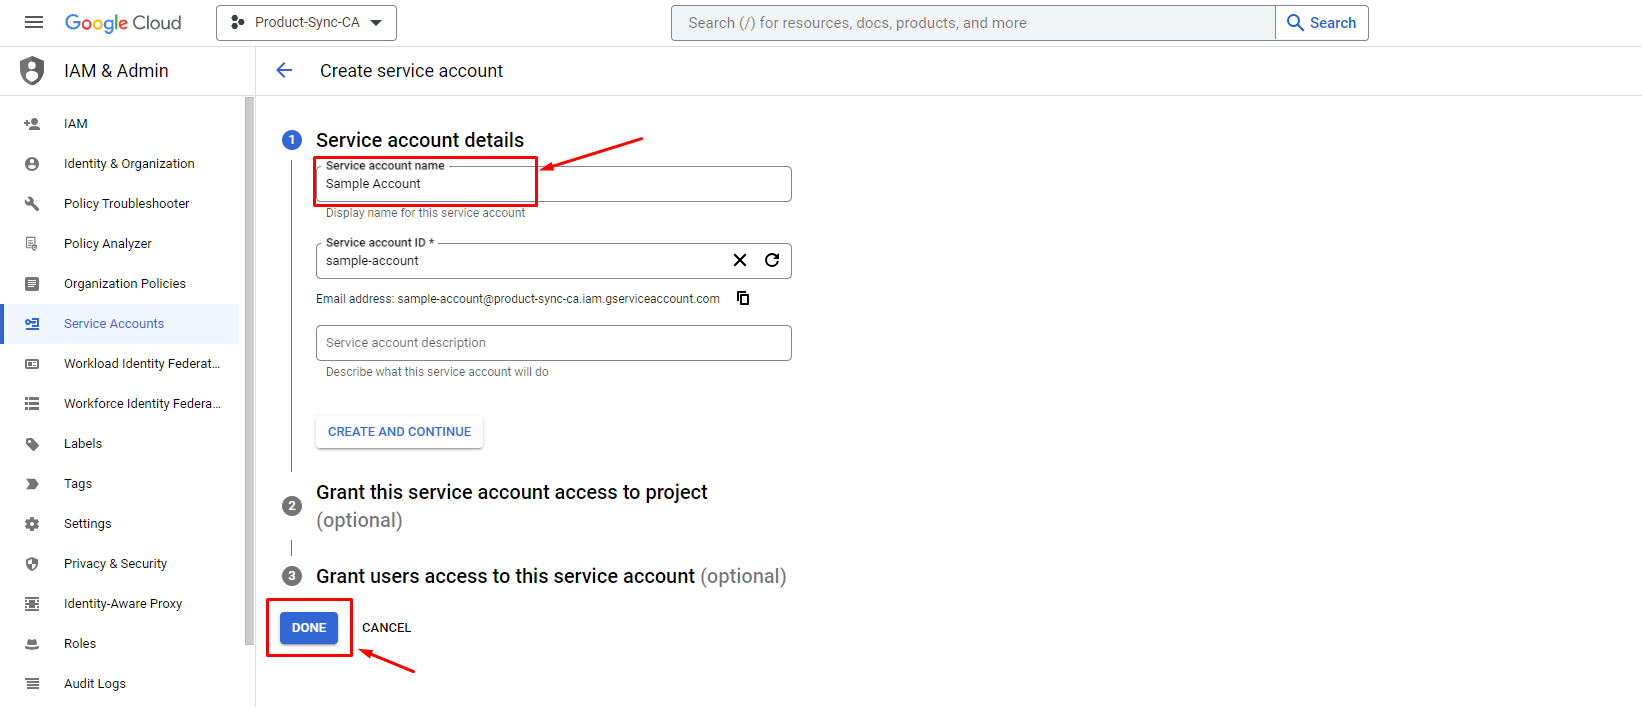 Google Cloud
Product-Sync-CA
Search (/) for resources, docs, products, and more
Search
IAM & Admin
Create service account
IAM
Identity & Organization
Policy Troubleshooter
Policy Analyzer
Organization Policies
Service Accounts
Workload Identity Federat...
Workforce Identity Federa...
Labels
Tags
Settings
Privacy & Security
Identity-Aware Proxy
Roles
Audit Logs
1
Service account details
Service account name
Sample Account
Display name for this service account
Service account ID *
sample-account
Email address: sample-account@product-sync-ca.iam.gserviceaccount.com
Service account description
Describe what this service account will do
CREATE AND CONTINUE
2
Grant this service account access to project
(optional)
3
Grant users access to this service account (optional)
DONE
CANCEL